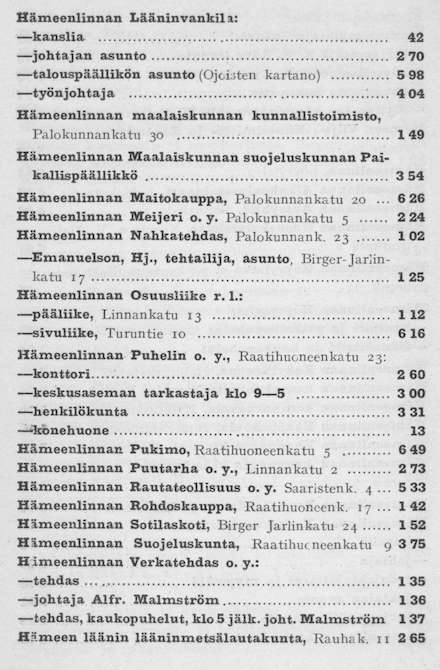 Hämeenlinnan Lääninvankila:
—kanslia ................................ 42
—johtajan asunto ................................ 2 70
—talouspäällikön asunto (Ojoisten kartano) ............ 5 98
—työnjohtaja ................................ 4 04
Hämeenlinnan maalaiskunnan kunnallistoimisto,
Palokunnankatu 30 ................................ 1 49
Hämeenlinnan Maalaiskunnan suojeluskunnan Pai-
kallispäällikkö ................................ 3 54
Hämeenlinnan Maitokauppa, Palokunnankatu 20 ... 6 26
Hämeenlinnan Meijeri o. y. Palokunnankatu 5 ...... 2 24
Hämeenlinnan Nahkatehdas, Palokunnank. 23 ....... 1 02
—Emanuelson, Hj., tehtailija, asunto, Birger-Jarlin-
katu 17 ................................ 1 25
Hämeenlinnan Osuusliike r. l.:
—pääliike, Linnankatu 13 ................................ 1 12
—sivuliike, Turuntie 10 ................................ 6 16
Hämeenlinnan Puhelin o. y., Raatihuoneenkatu 23:
—konttori ................................ 2 60
—keskusaseman tarkastaja klo 9—5 ................ 3 00
—henkilökunta ................................ 3 31
—konehuone ................................ 13
Hämeenlinnan Pukimo, Raatihuoneenkatu 5 ......... 6 49
Hämeenlinnan Puutarha o. y., Linnankatu 2 ......... 2 73
Hämeenlinnan Rautateollisuus o. y. Saaristenk. 4 ... 5 33
Hämeenlinnan Rohdoskauppa, Raatihuoneenk. 17 ... 1 42
Hämeenlinnan Sotilaskoti, Birger Jarlinkatu 24 ...... 1 52
Hämeenlinnan Suojeluskunta, Raatihuoneenkatu 9 3 75
Hämeenlinnan Verkatehdas o. y.:
—tehdas ................................ 1 35
—johtaja Alfr. Malmström ................................ 1 36
—tehdas, kaukopuhelut, klo 5 jälk. joht. Malmström 1 37
Hämeen läänin lääninmetsälautakunta, Rauhak. 11 2 65